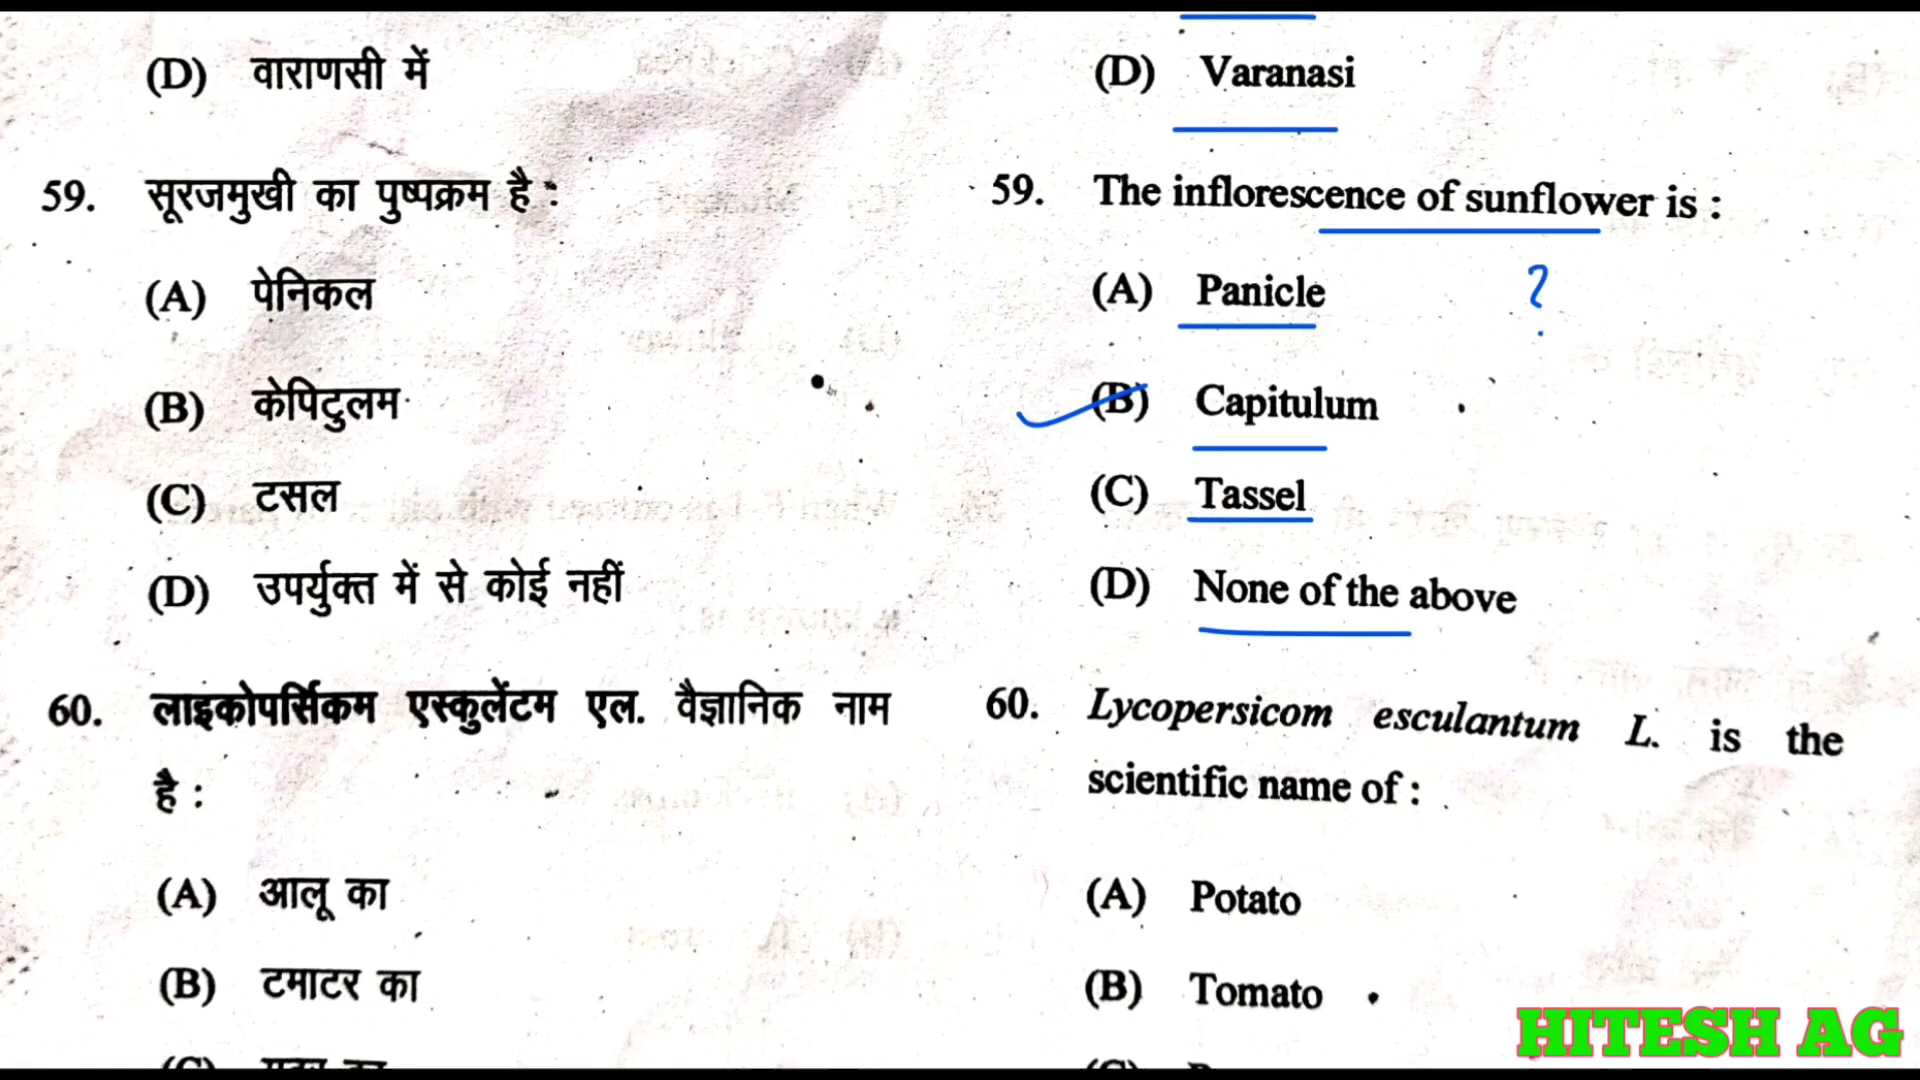 (D) वाराणसी में
59. सूरजमुखी का पुष्पक्रम है :
(A) पेनिकल
(B) केपिटुलम
(C) टसल
(D) उपर्युक्त में से कोई नहीं
60. लाइकोपर्सिकम एस्कुलेंटम एल. वैज्ञानिक नाम
है :
(A) आलू का
(B) टमाटर का
(D) Varanasi
59. The inflorescence of sunflower is :
(A) Panicle ?
(B) Capitulum
(C) Tassel
(D) None of the above
60. Lycopersicom esculantum L. is the
scientific name of :
(A) Potato
(B) Tomato
HITESH AG